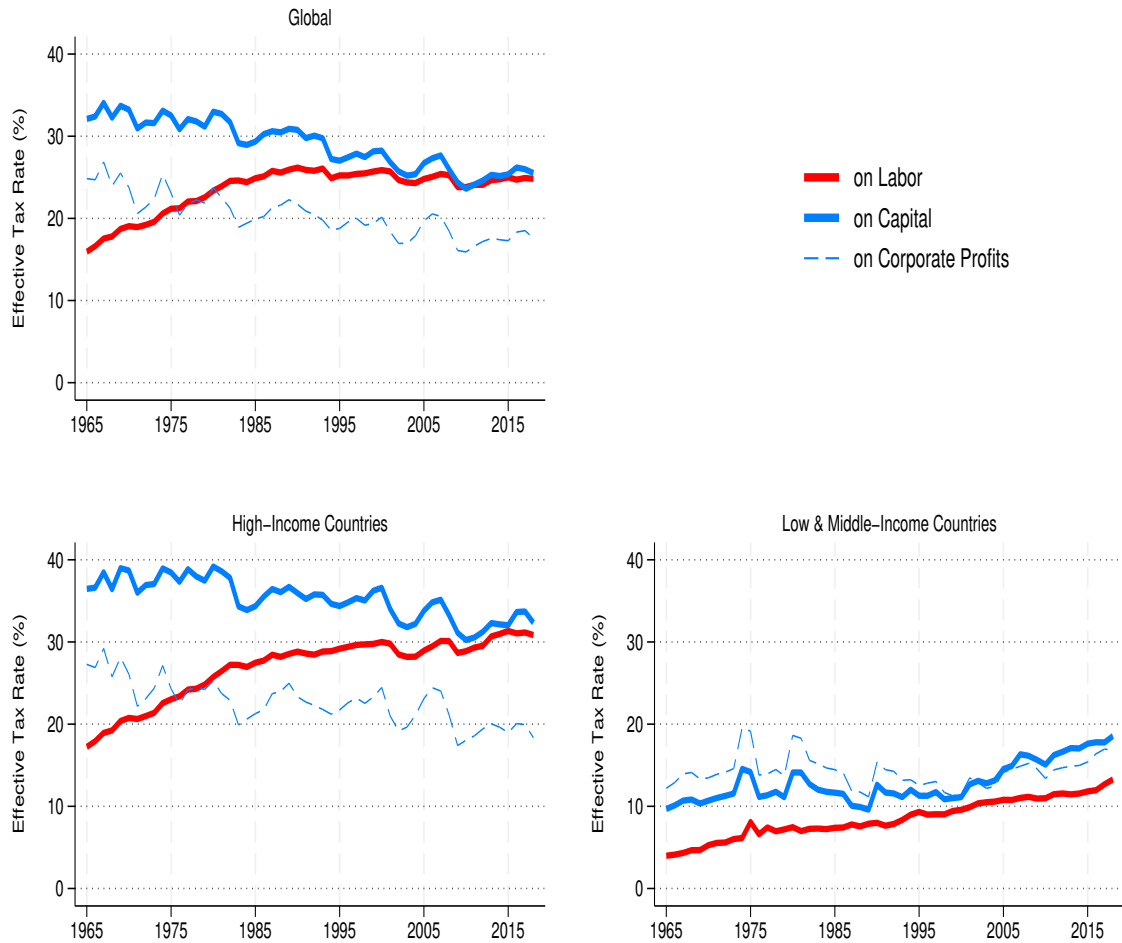 Global
Effective Tax Rate (%)
40
30
20
10
0
1965 1975 1985 1995 2005 2015
on Labor
on Capital
on Corporate Profits
High−Income Countries
Effective Tax Rate (%)
40
30
20
10
0
1965 1975 1985 1995 2005 2015
Low & Middle−Income Countries
Effective Tax Rate (%)
40
30
20
10
0
1965 1975 1985 1995 2005 2015